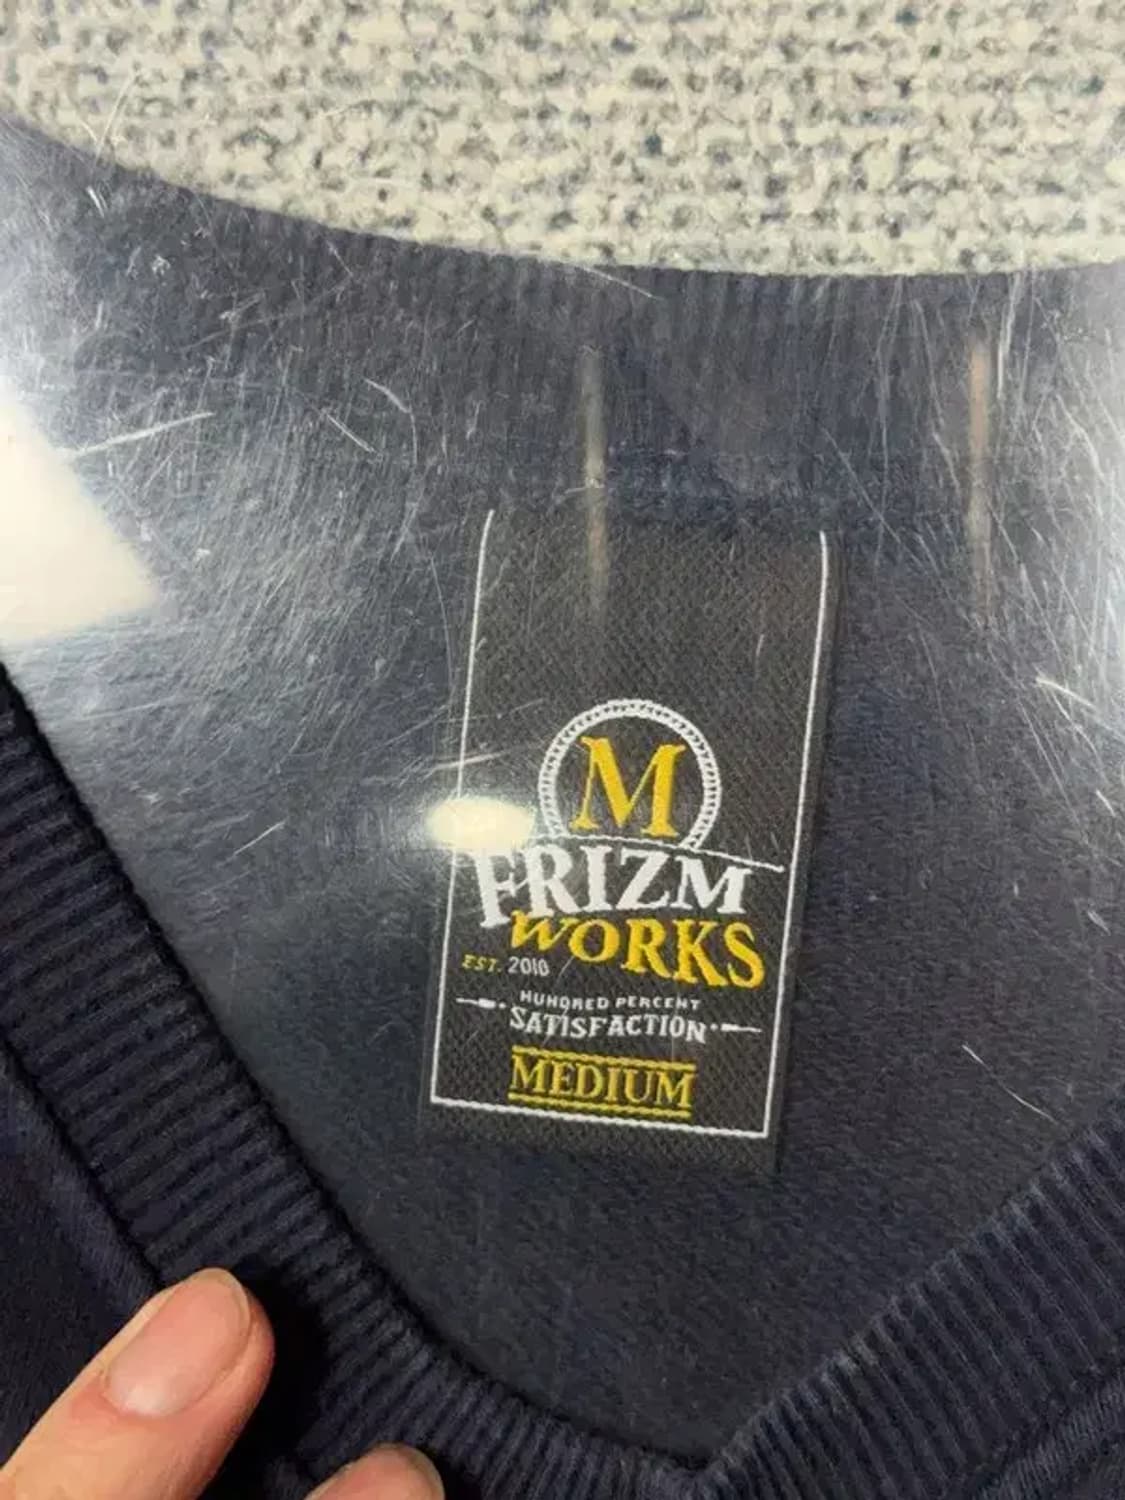 M
FRIZM
WORKS
EST. 2010
HUNDRED PERCENT
SATISFACTION
MEDIUM